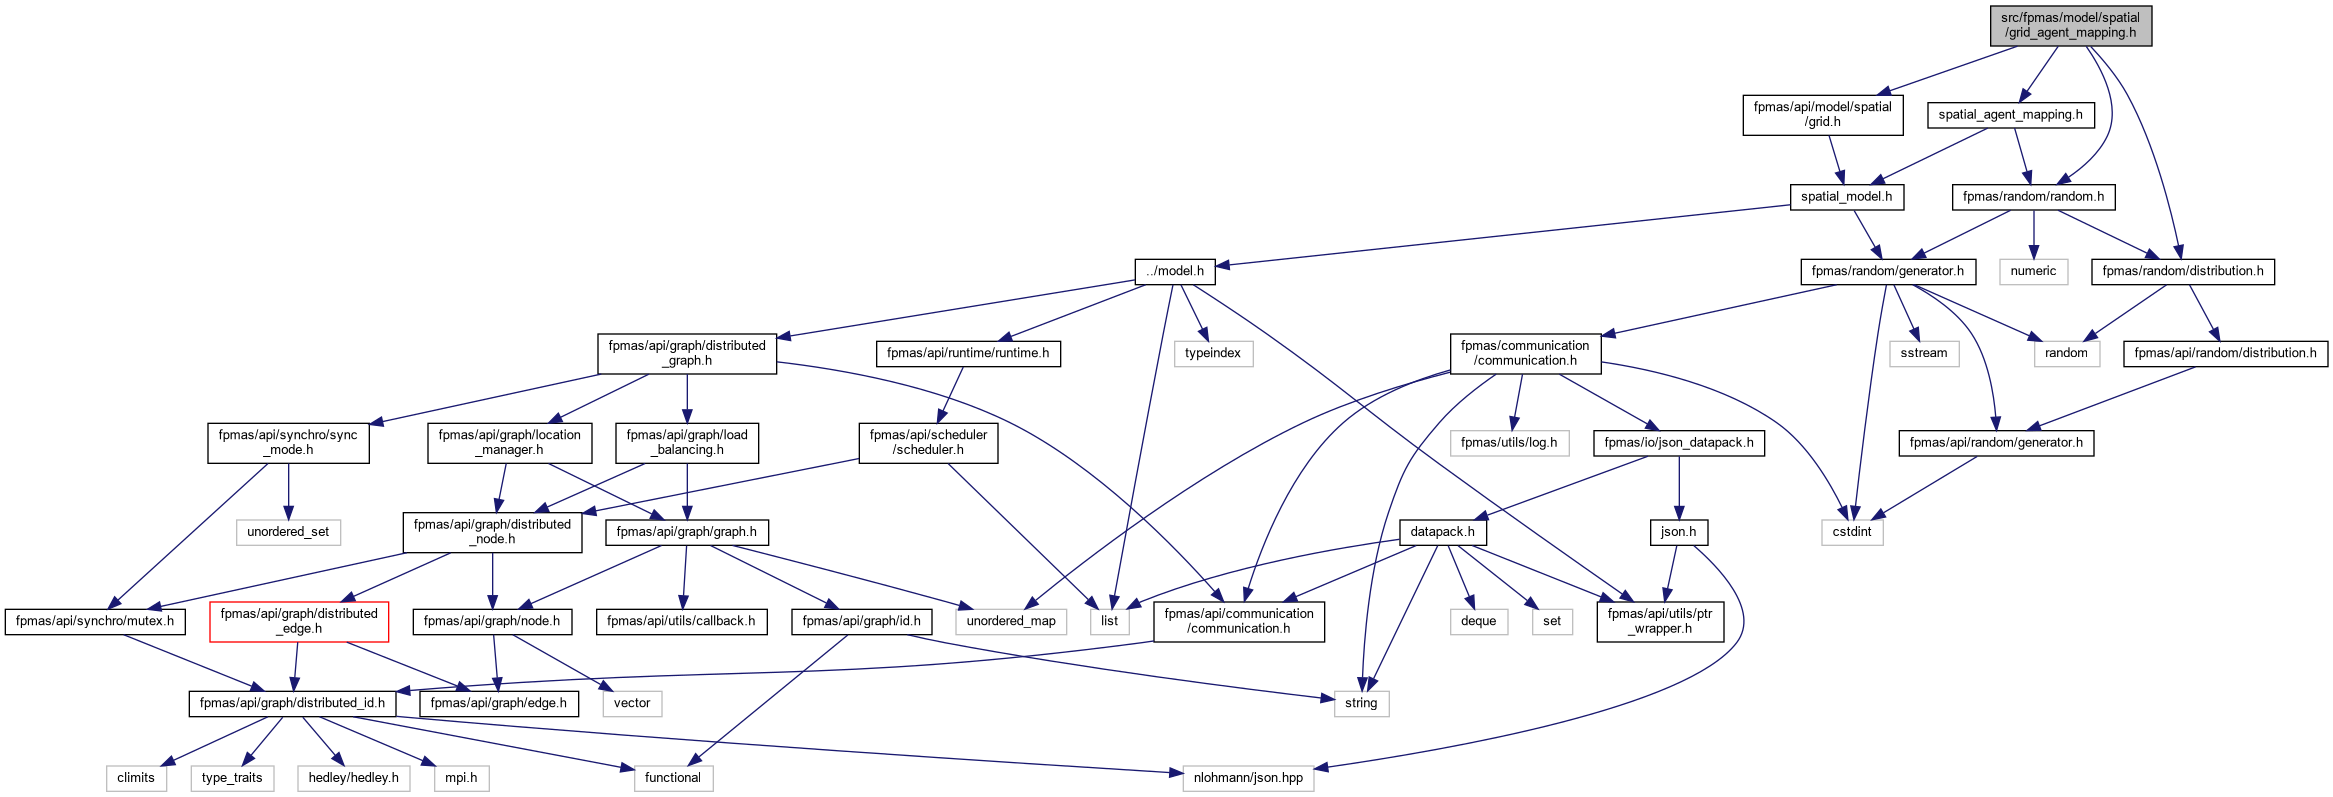 src/fpmas/model/spatial
/grid_agent_mapping.h
fpmas/api/model/spatial
/grid.h
spatial_agent_mapping.h
spatial_model.h
fpmas/random/random.h
../model.h
fpmas/random/generator.h
numeric
fpmas/random/distribution.h
fpmas/api/graph/distributed
_graph.h
fpmas/api/runtime/runtime.h
typeindex
fpmas/communication
/communication.h
sstream
random
fpmas/api/random/distribution.h
fpmas/api/synchro/sync
_mode.h
fpmas/api/graph/location
_manager.h
fpmas/api/graph/load
_balancing.h
fpmas/api/scheduler
/scheduler.h
fpmas/utils/log.h
fpmas/io/json_datapack.h
fpmas/api/random/generator.h
unordered_set
fpmas/api/graph/distributed
_node.h
fpmas/api/graph/graph.h
datapack.h
json.h
cstdint
fpmas/api/synchro/mutex.h
fpmas/api/graph/distributed
_edge.h
fpmas/api/graph/node.h
fpmas/api/utils/callback.h
fpmas/api/graph/id.h
unordered_map
list
fpmas/api/communication
/communication.h
deque
set
fpmas/api/utils/ptr
_wrapper.h
fpmas/api/graph/distributed_id.h
fpmas/api/graph/edge.h
vector
string
climits
type_traits
hedley/hedley.h
mpi.h
functional
nlohmann/json.hpp